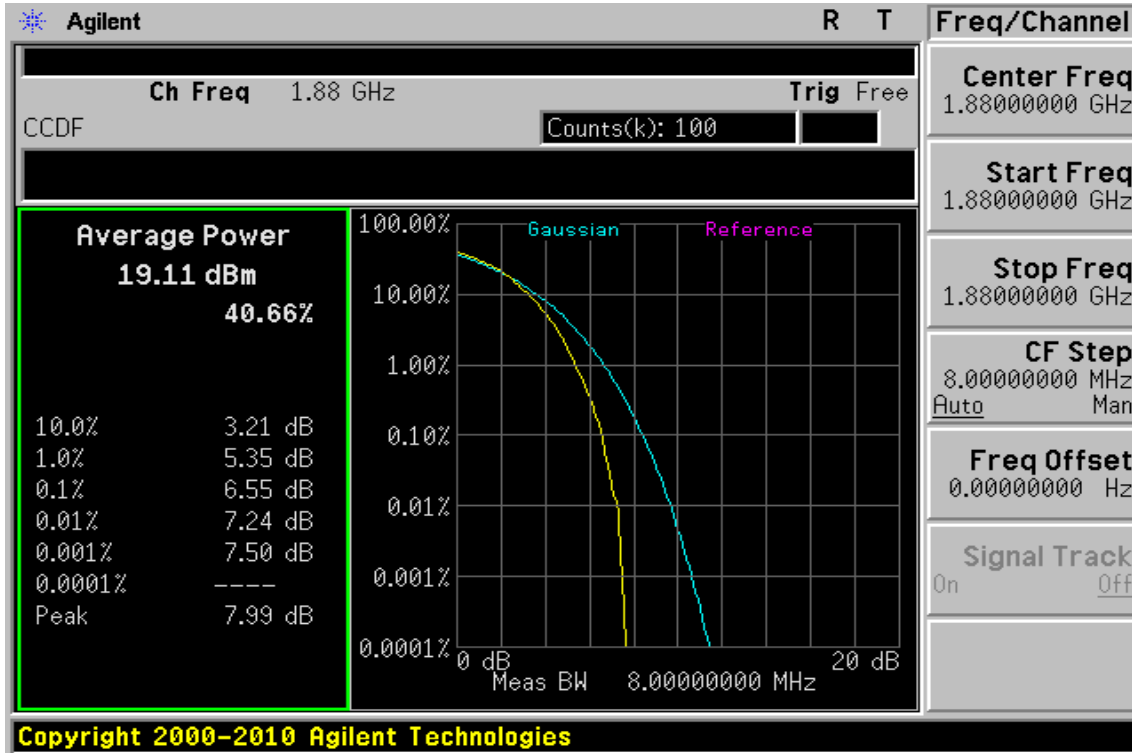 Agilent R T
Ch Freq 1.88 GHz Trig Free
CCDF Counts(k): 100
Average Power
19.11 dBm
40.66%
10.0% 3.21 dB
1.0% 5.35 dB
0.1% 6.55 dB
0.01% 7.24 dB
0.001% 7.50 dB
0.0001% ----
Peak 7.99 dB
Gaussian Reference
100.00%
10.00%
1.00%
0.10%
0.01%
0.001%
0.0001%
0 dB 20 dB
Meas BW 8.00000000 MHz
Freq/Channel
Center Freq
1.88000000 GHz
Start Freq
1.88000000 GHz
Stop Freq
1.88000000 GHz
CF Step
8.00000000 MHz
Auto Man
Freq Offset
0.00000000 Hz
Signal Track
On Off
Copyright 2000-2010 Agilent Technologies